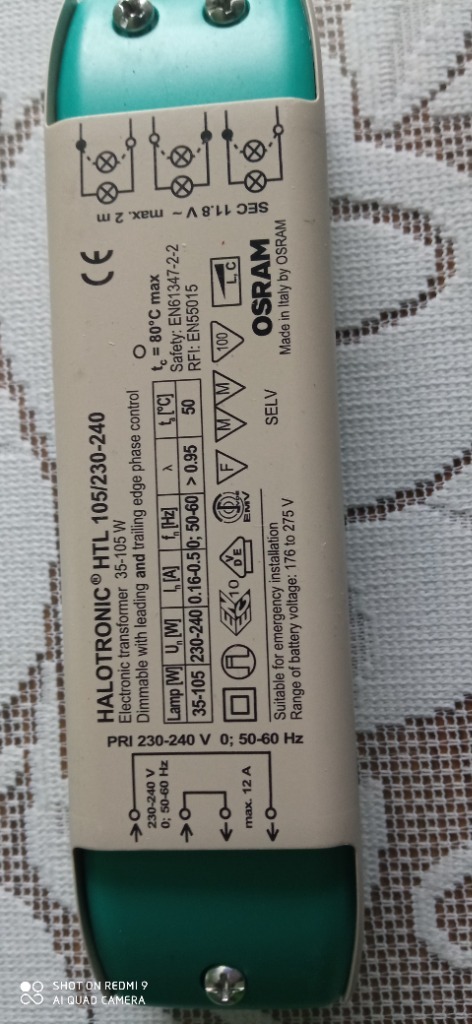 HALOTRONIC® HTL 105/230-240
Electronic transformer 35-105 W
Dimmable with leading and trailing edge phase control
Lamp [W] Uₙ [W] Iₙ [A] fₙ [Hz] λ tₐ [°C]
35-105 230-240 0.16-0.5 0; 50-60 > 0.95 50
tc = 80°C max
Safety: EN61347-2-2
RFI: EN55015
CE
10
VDE
EMV
F
M
M
100
L, C
Suitable for emergency installation
Range of battery voltage: 176 to 275 V
SELV
OSRAM
Made in Italy by OSRAM
PRI 230-240 V 0; 50-60 Hz
230-240 V
0; 50-60 Hz
max. 12 A
SEC 11.8 V ~ max. 2 m
SHOT ON REDMI 9
AI QUAD CAMERA